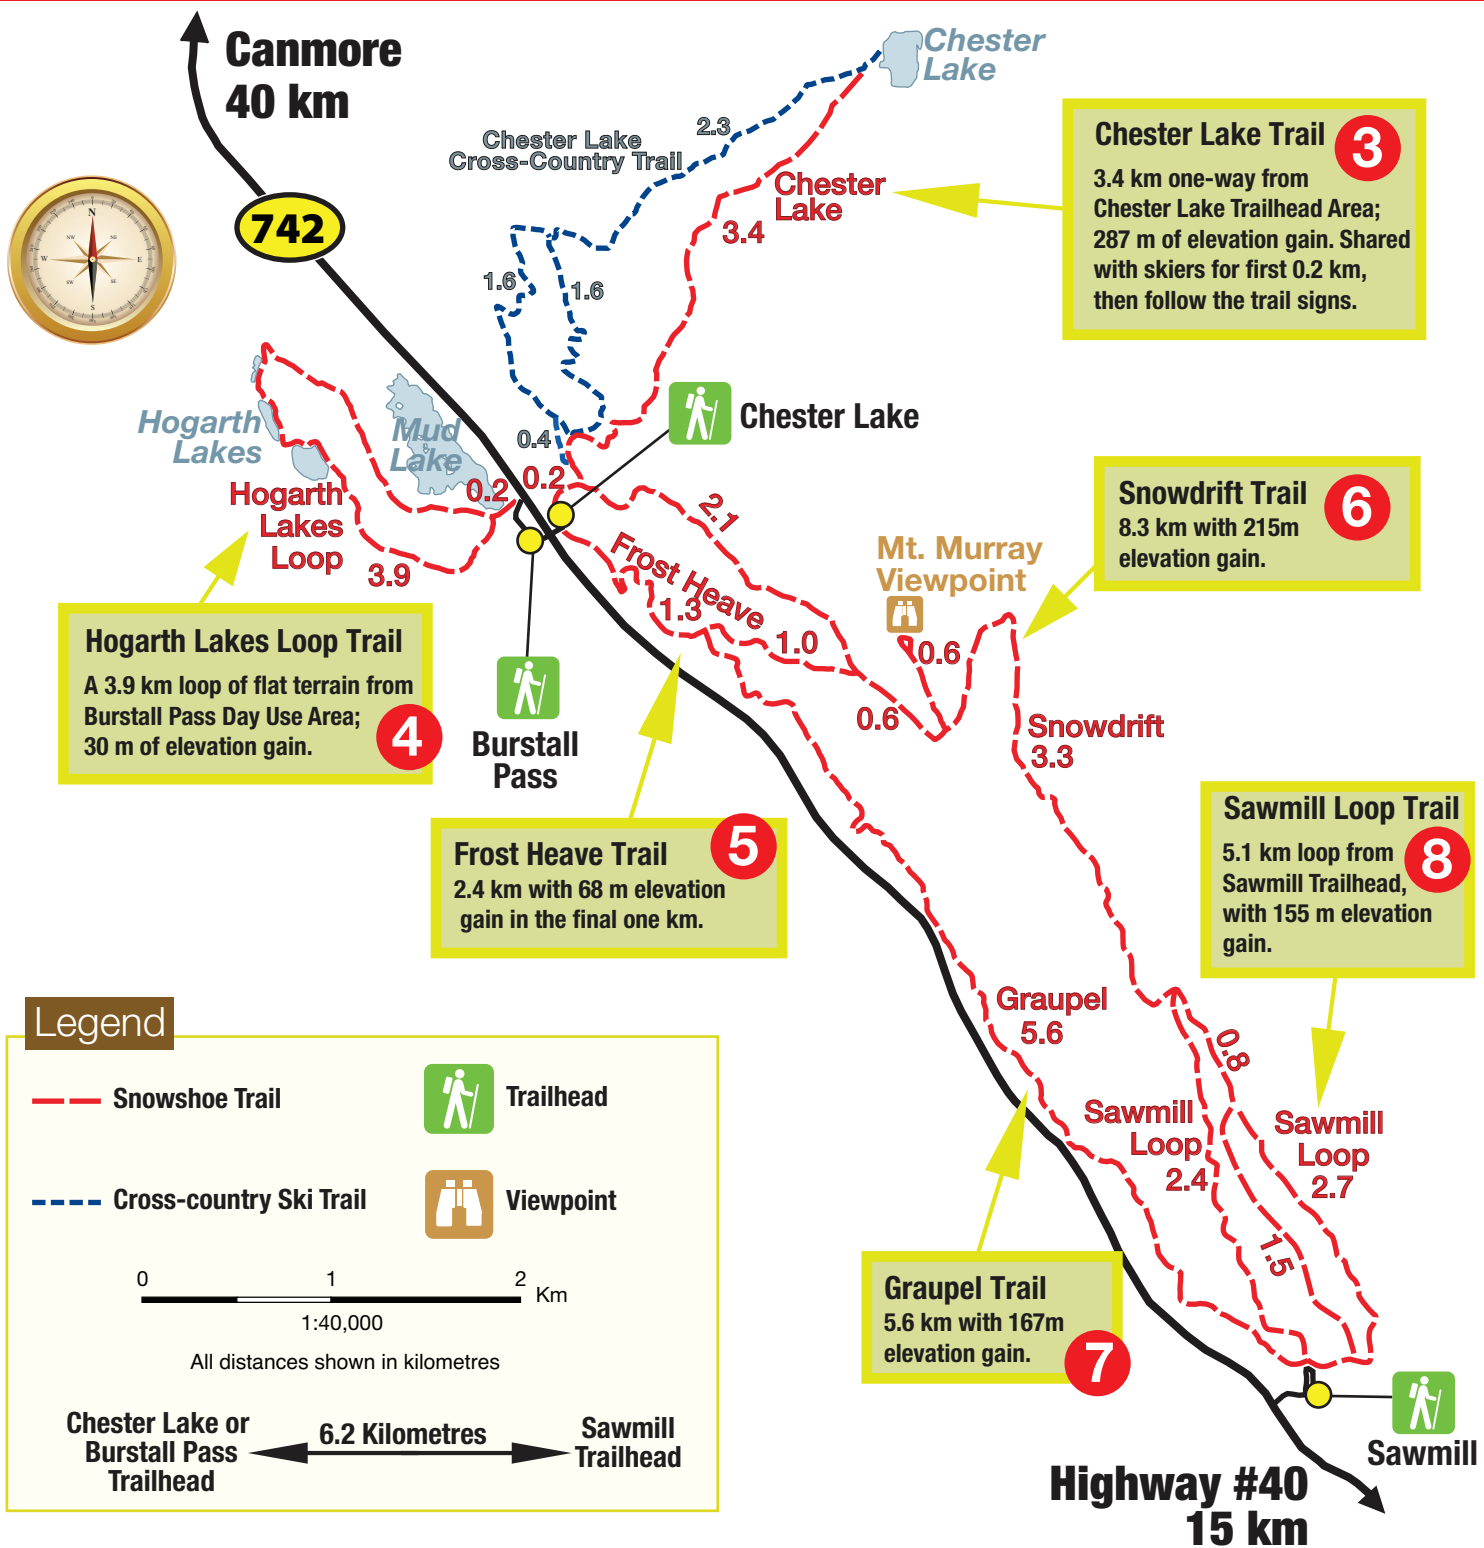 Canmore
40 km
742
N
NE
E
SE
S
SW
W
NW
Chester
Lake
Chester Lake
Cross-Country Trail
2.3
Chester
Lake
3.4
1.6
1.6
0.4
Chester Lake Trail
3
3.4 km one-way from
Chester Lake Trailhead Area;
287 m of elevation gain. Shared
with skiers for first 0.2 km,
then follow the trail signs.
Chester Lake
Hogarth
Lakes
Mud
Lake
0.2
0.2
Hogarth
Lakes
Loop
3.9
2.1
Frost Heave
1.3
1.0
Mt. Murray
Viewpoint
0.6
0.6
Snowdrift Trail
6
8.3 km with 215m
elevation gain.
Hogarth Lakes Loop Trail
A 3.9 km loop of flat terrain from
Burstall Pass Day Use Area;
30 m of elevation gain.
4
Burstall
Pass
Snowdrift
3.3
Frost Heave Trail
5
2.4 km with 68 m elevation
gain in the final one km.
Sawmill Loop Trail
8
5.1 km loop from
Sawmill Trailhead,
with 155 m elevation
gain.
Graupel
5.6
0.8
Sawmill
Loop
2.4
Sawmill
Loop
2.7
1.5
Graupel Trail
5.6 km with 167m
elevation gain.
7
Sawmill
Highway #40
15 km
Legend
Snowshoe Trail
Trailhead
Cross-country Ski Trail
Viewpoint
0 1 2
Km
1:40,000
All distances shown in kilometres
Chester Lake or
Burstall Pass
Trailhead
6.2 Kilometres
Sawmill
Trailhead